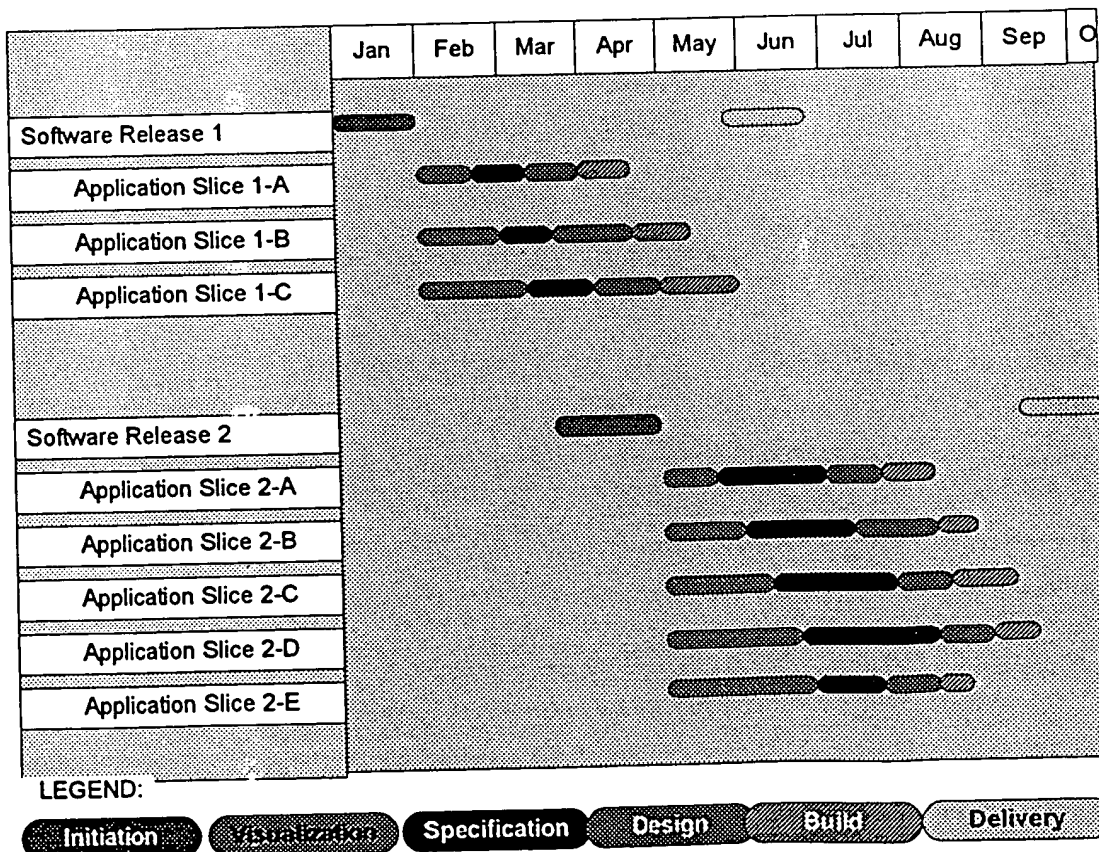 Jan Feb Mar Apr May Jun Jul Aug Sep O
Software Release 1
Application Slice 1-A
Application Slice 1-B
Application Slice 1-C
Software Release 2
Application Slice 2-A
Application Slice 2-B
Application Slice 2-C
Application Slice 2-D
Application Slice 2-E
LEGEND:
Initiation Visualization Specification Design Build Delivery